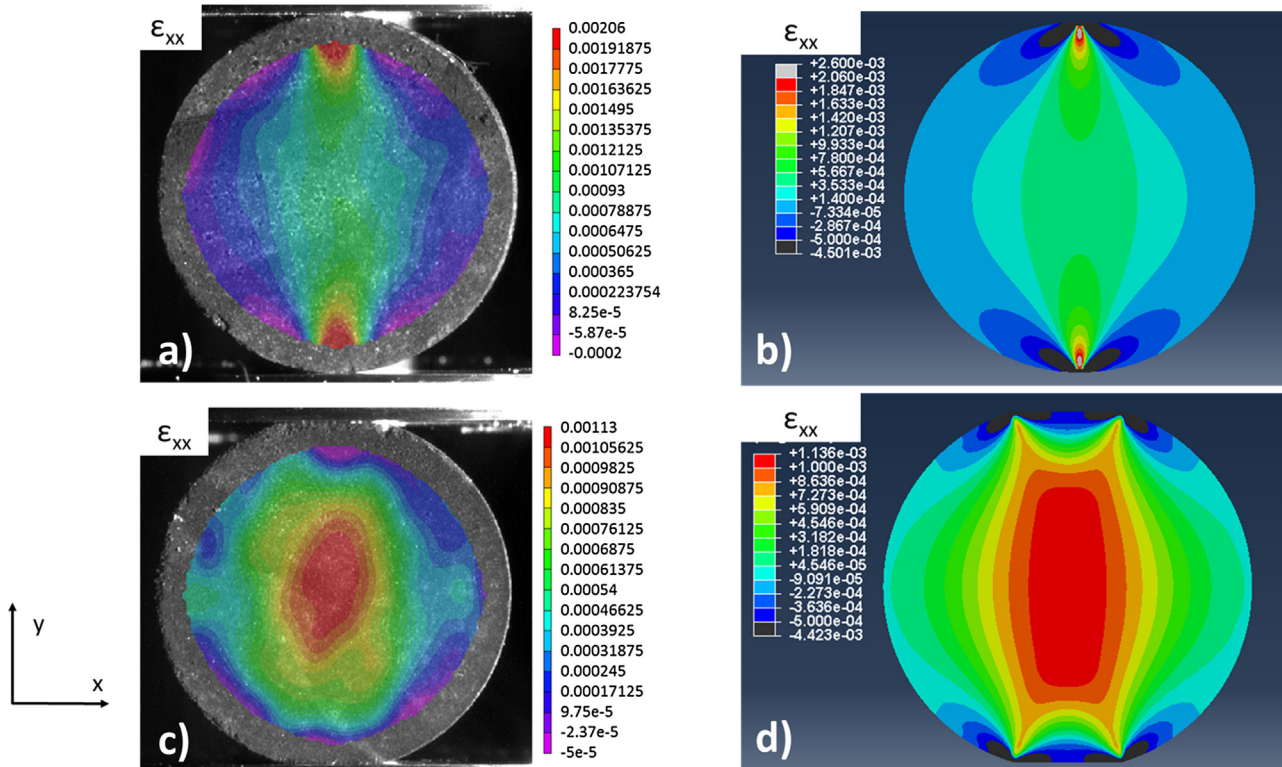 εxx
0.00206
0.00191875
0.0017775
0.00163625
0.001495
0.00135375
0.00121125
0.00107125
0.00093
0.00078875
0.0006475
0.00050625
0.000365
0.000223754
8.25e-5
-5.87e-5
-0.0002
a)
εxx
+2.600e-03
+2.060e-03
+1.847e-03
+1.633e-03
+1.420e-03
+1.207e-03
+9.933e-04
+7.800e-04
+5.667e-04
+3.533e-04
+1.400e-04
-7.334e-05
-2.867e-04
-5.000e-04
-4.501e-03
b)
εxx
0.00113
0.00105625
0.0009825
0.00090875
0.000835
0.00076125
0.0006875
0.00061375
0.00054
0.00046625
0.0003925
0.00031875
0.000245
0.00017125
9.75e-5
-2.37e-5
-5e-5
c)
εxx
+1.136e-03
+1.000e-03
+8.636e-04
+7.273e-04
+5.909e-04
+4.546e-04
+3.182e-04
+1.818e-04
+4.546e-05
-9.091e-05
-2.273e-04
-3.636e-04
-5.000e-04
-4.423e-03
d)
y
x